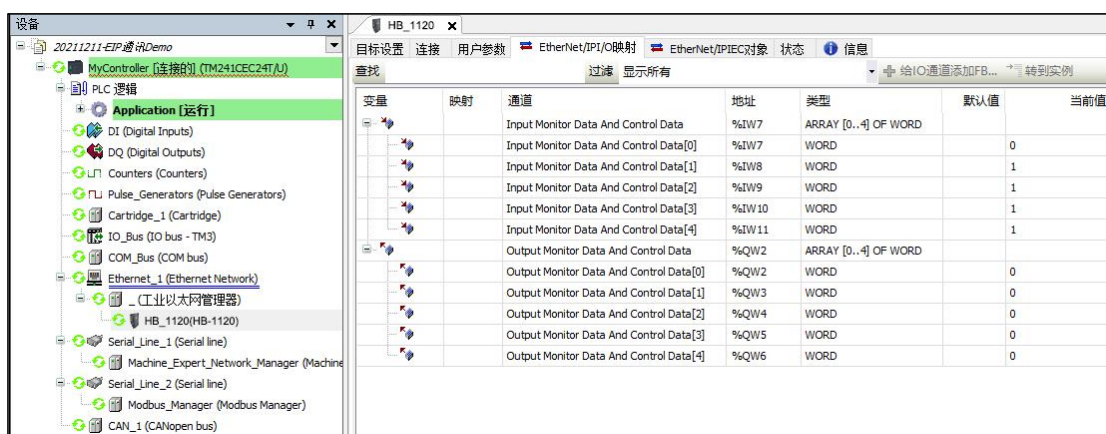 设备
20211211-EIP通讯Demo
MyController [连接的] (TM241CEC24T/U)
PLC 逻辑
Application [运行]
DI (Digital Inputs)
DQ (Digital Outputs)
Counters (Counters)
Pulse_Generators (Pulse Generators)
Cartridge_1 (Cartridge)
IO_Bus (IO bus - TM3)
COM_Bus (COM bus)
Ethernet_1 (Ethernet Network)
_ (工业以太网管理器)
HB_1120(HB-1120)
Serial_Line_1 (Serial line)
Machine_Expert_Network_Manager (Machine
Serial_Line_2 (Serial line)
Modbus_Manager (Modbus Manager)
CAN_1 (CANopen bus)
HB_1120
目标设置 连接 用户参数 EtherNet/IPI/O映射 EtherNet/IPIEC对象 状态 信息
查找 过滤 显示所有 给IO通道添加FB... 转到实例
变量 映射 通道 地址 类型 默认值 当前值
Input Monitor Data And Control Data %IW7 ARRAY [0..4] OF WORD
Input Monitor Data And Control Data[0] %IW7 WORD 0
Input Monitor Data And Control Data[1] %IW8 WORD 1
Input Monitor Data And Control Data[2] %IW9 WORD 1
Input Monitor Data And Control Data[3] %IW10 WORD 1
Input Monitor Data And Control Data[4] %IW11 WORD 1
Output Monitor Data And Control Data %QW2 ARRAY [0..4] OF WORD
Output Monitor Data And Control Data[0] %QW2 WORD 0
Output Monitor Data And Control Data[1] %QW3 WORD 0
Output Monitor Data And Control Data[2] %QW4 WORD 0
Output Monitor Data And Control Data[3] %QW5 WORD 0
Output Monitor Data And Control Data[4] %QW6 WORD 0